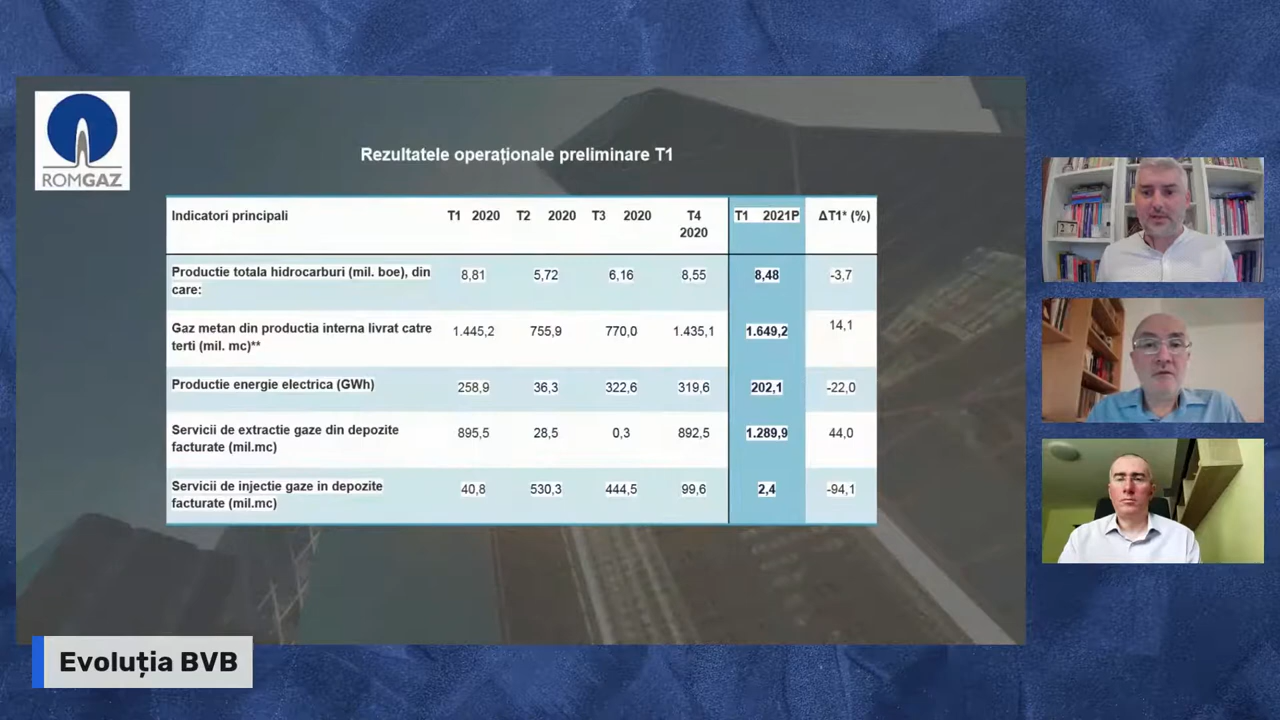 ROMGAZ
Rezultatele operaționale preliminare T1
Indicatori principali T1 2020 T2 2020 T3 2020 T4 2020 T1 2021P ΔT1* (%)
Productie totala hidrocarburi (mil. boe), din care: 8,81 5,72 6,16 8,55 8,48 -3,7
Gaz metan din productia interna livrat catre terti (mil. mc)** 1.445,2 755,9 770,0 1.435,1 1.649,2 14,1
Productie energie electrica (GWh) 258,9 36,3 322,6 319,6 202,1 -22,0
Servicii de extractie gaze din depozite facturate (mil.mc) 895,5 28,5 0,3 892,5 1.289,9 44,0
Servicii de injectie gaze in depozite facturate (mil.mc) 40,8 530,3 444,5 99,6 2,4 -94,1
Evoluția BVB
27